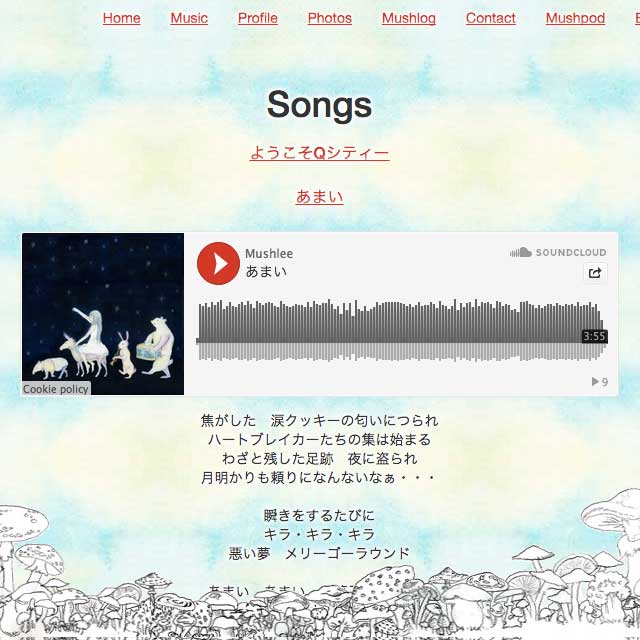 Home Music Profile Photos Mushlog Contact Mushpod
Songs
ようこそQシティー
あまい
Mushlee
あまい
SOUNDCLOUD
3:55
9
Cookie policy
焦がした　涙クッキーの匂いにつられ
ハートブレイカーたちの集は始まる
わざと残した足跡　夜に盗られ
月明かりも頼りになんないなぁ・・・
瞬きをするたびに
キラ・キラ・キラ
悪い夢　メリーゴーラウンド
あまい　あまい